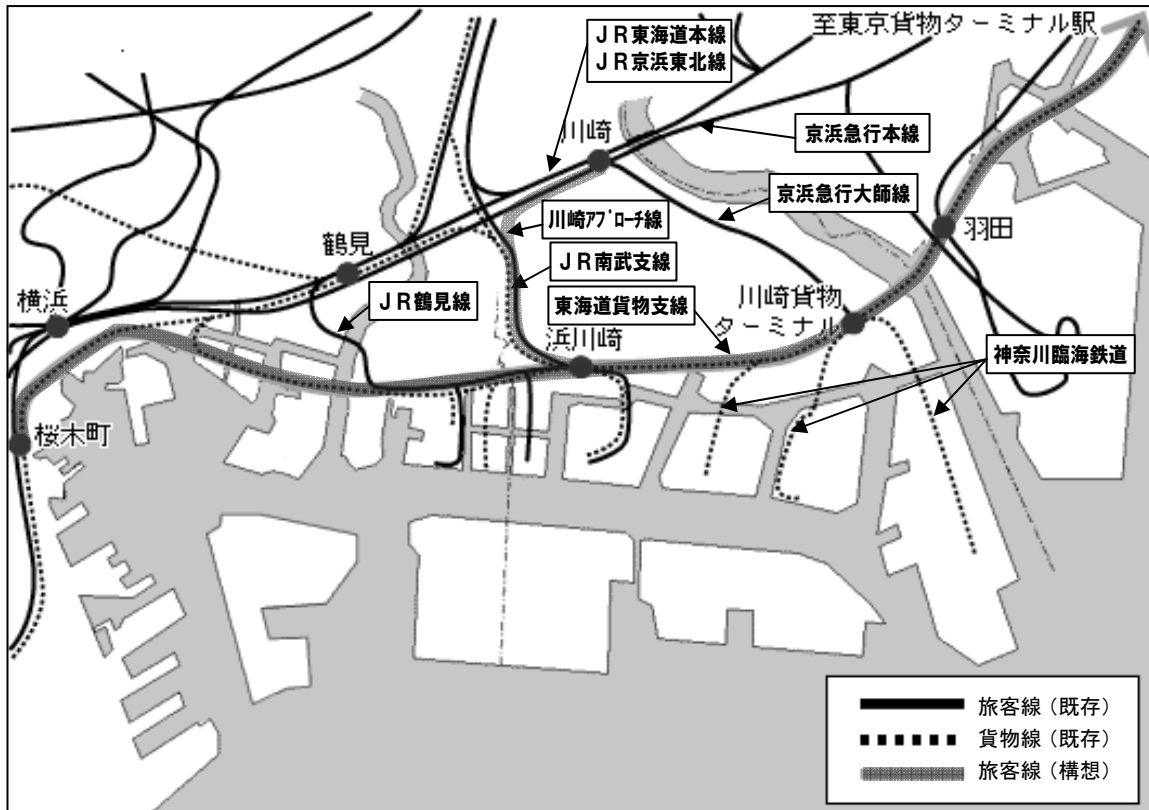 ＪＲ東海道本線
ＪＲ京浜東北線
至東京貨物ターミナル駅
川崎
京浜急行本線
京浜急行大師線
川崎ｱﾌﾟﾛｰﾁ線
羽田
鶴見
ＪＲ南武支線
横浜
ＪＲ鶴見線
東海道貨物支線
川崎貨物
ターミナル
浜川崎
神奈川臨海鉄道
桜木町
旅客線（既存）
貨物線（既存）
旅客線（構想）